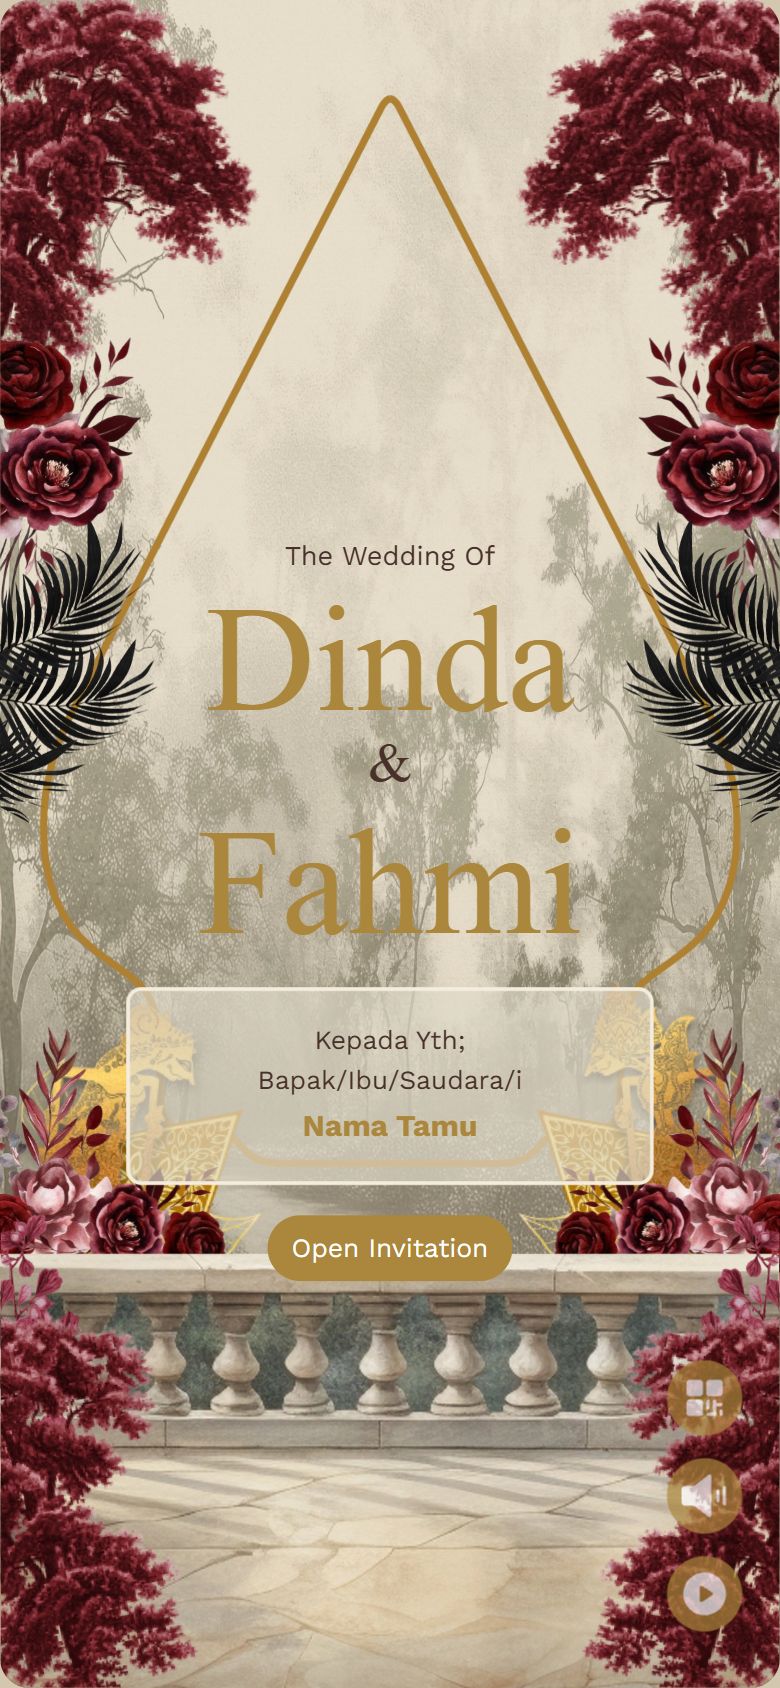 The Wedding Of
Dinda
&
Fahmi
Kepada Yth;
Bapak/Ibu/Saudara/i
Nama Tamu
Open Invitation